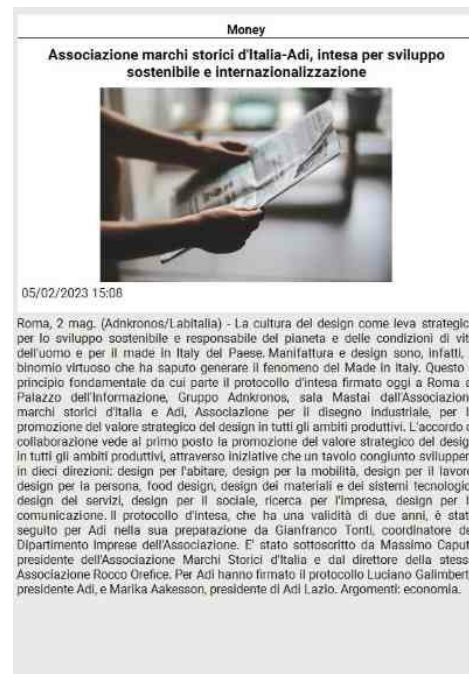 Money
Associazione marchi storici d'Italia-Adi, intesa per sviluppo
sostenibile e internazionalizzazione
05/02/2023 15:08
Roma, 2 mag. (Adnkronos/Labitalia) - La cultura del design come leva strategic
per lo sviluppo sostenibile e responsabile del pianeta e delle condizioni di vit
dell'uomo e per il made in Italy del Paese. Manifattura e design sono, infatti,
binomio virtuoso che ha saputo generare il fenomeno del Made in Italy. Questo
principio fondamentale da cui parte il protocollo d'intesa firmato oggi a Roma a
Palazzo dell'Informazione, Gruppo Adnkronos, sala Mastai dall'Association
marchi storici d'Italia e Adi, Associazione per il disegno industriale, per l
promozione del valore strategico del design in tutti gli ambiti produttivi. L'accordo d
collaborazione vede al primo posto la promozione del valore strategico del desig
in tutti gli ambiti produttivi, attraverso iniziative che un tavolo congiunto svilupper
in dieci direzioni: design per l'abitare, design per la mobilità, design per il lavor
design per la persona, food design, design dei materiali e dei sistemi tecnologic
design dei servizi, design per il sociale, ricerca per l'impresa, design per l
comunicazione. Il protocollo d'intesa, che ha una validità di due anni, è stat
seguito per Adi nella sua preparazione da Gianfranco Tonti, coordinatore de
Dipartimento Imprese dell'Associazione. E' stato sottoscritto da Massimo Caput
presidente dell'Associazione Marchi Storici d'Italia e dal direttore della stess
Associazione Rocco Orefice. Per Adi hanno firmato il protocollo Luciano Galimbert
presidente Adi, e Marika Aakesson, presidente di Adi Lazio. Argomenti: economia.